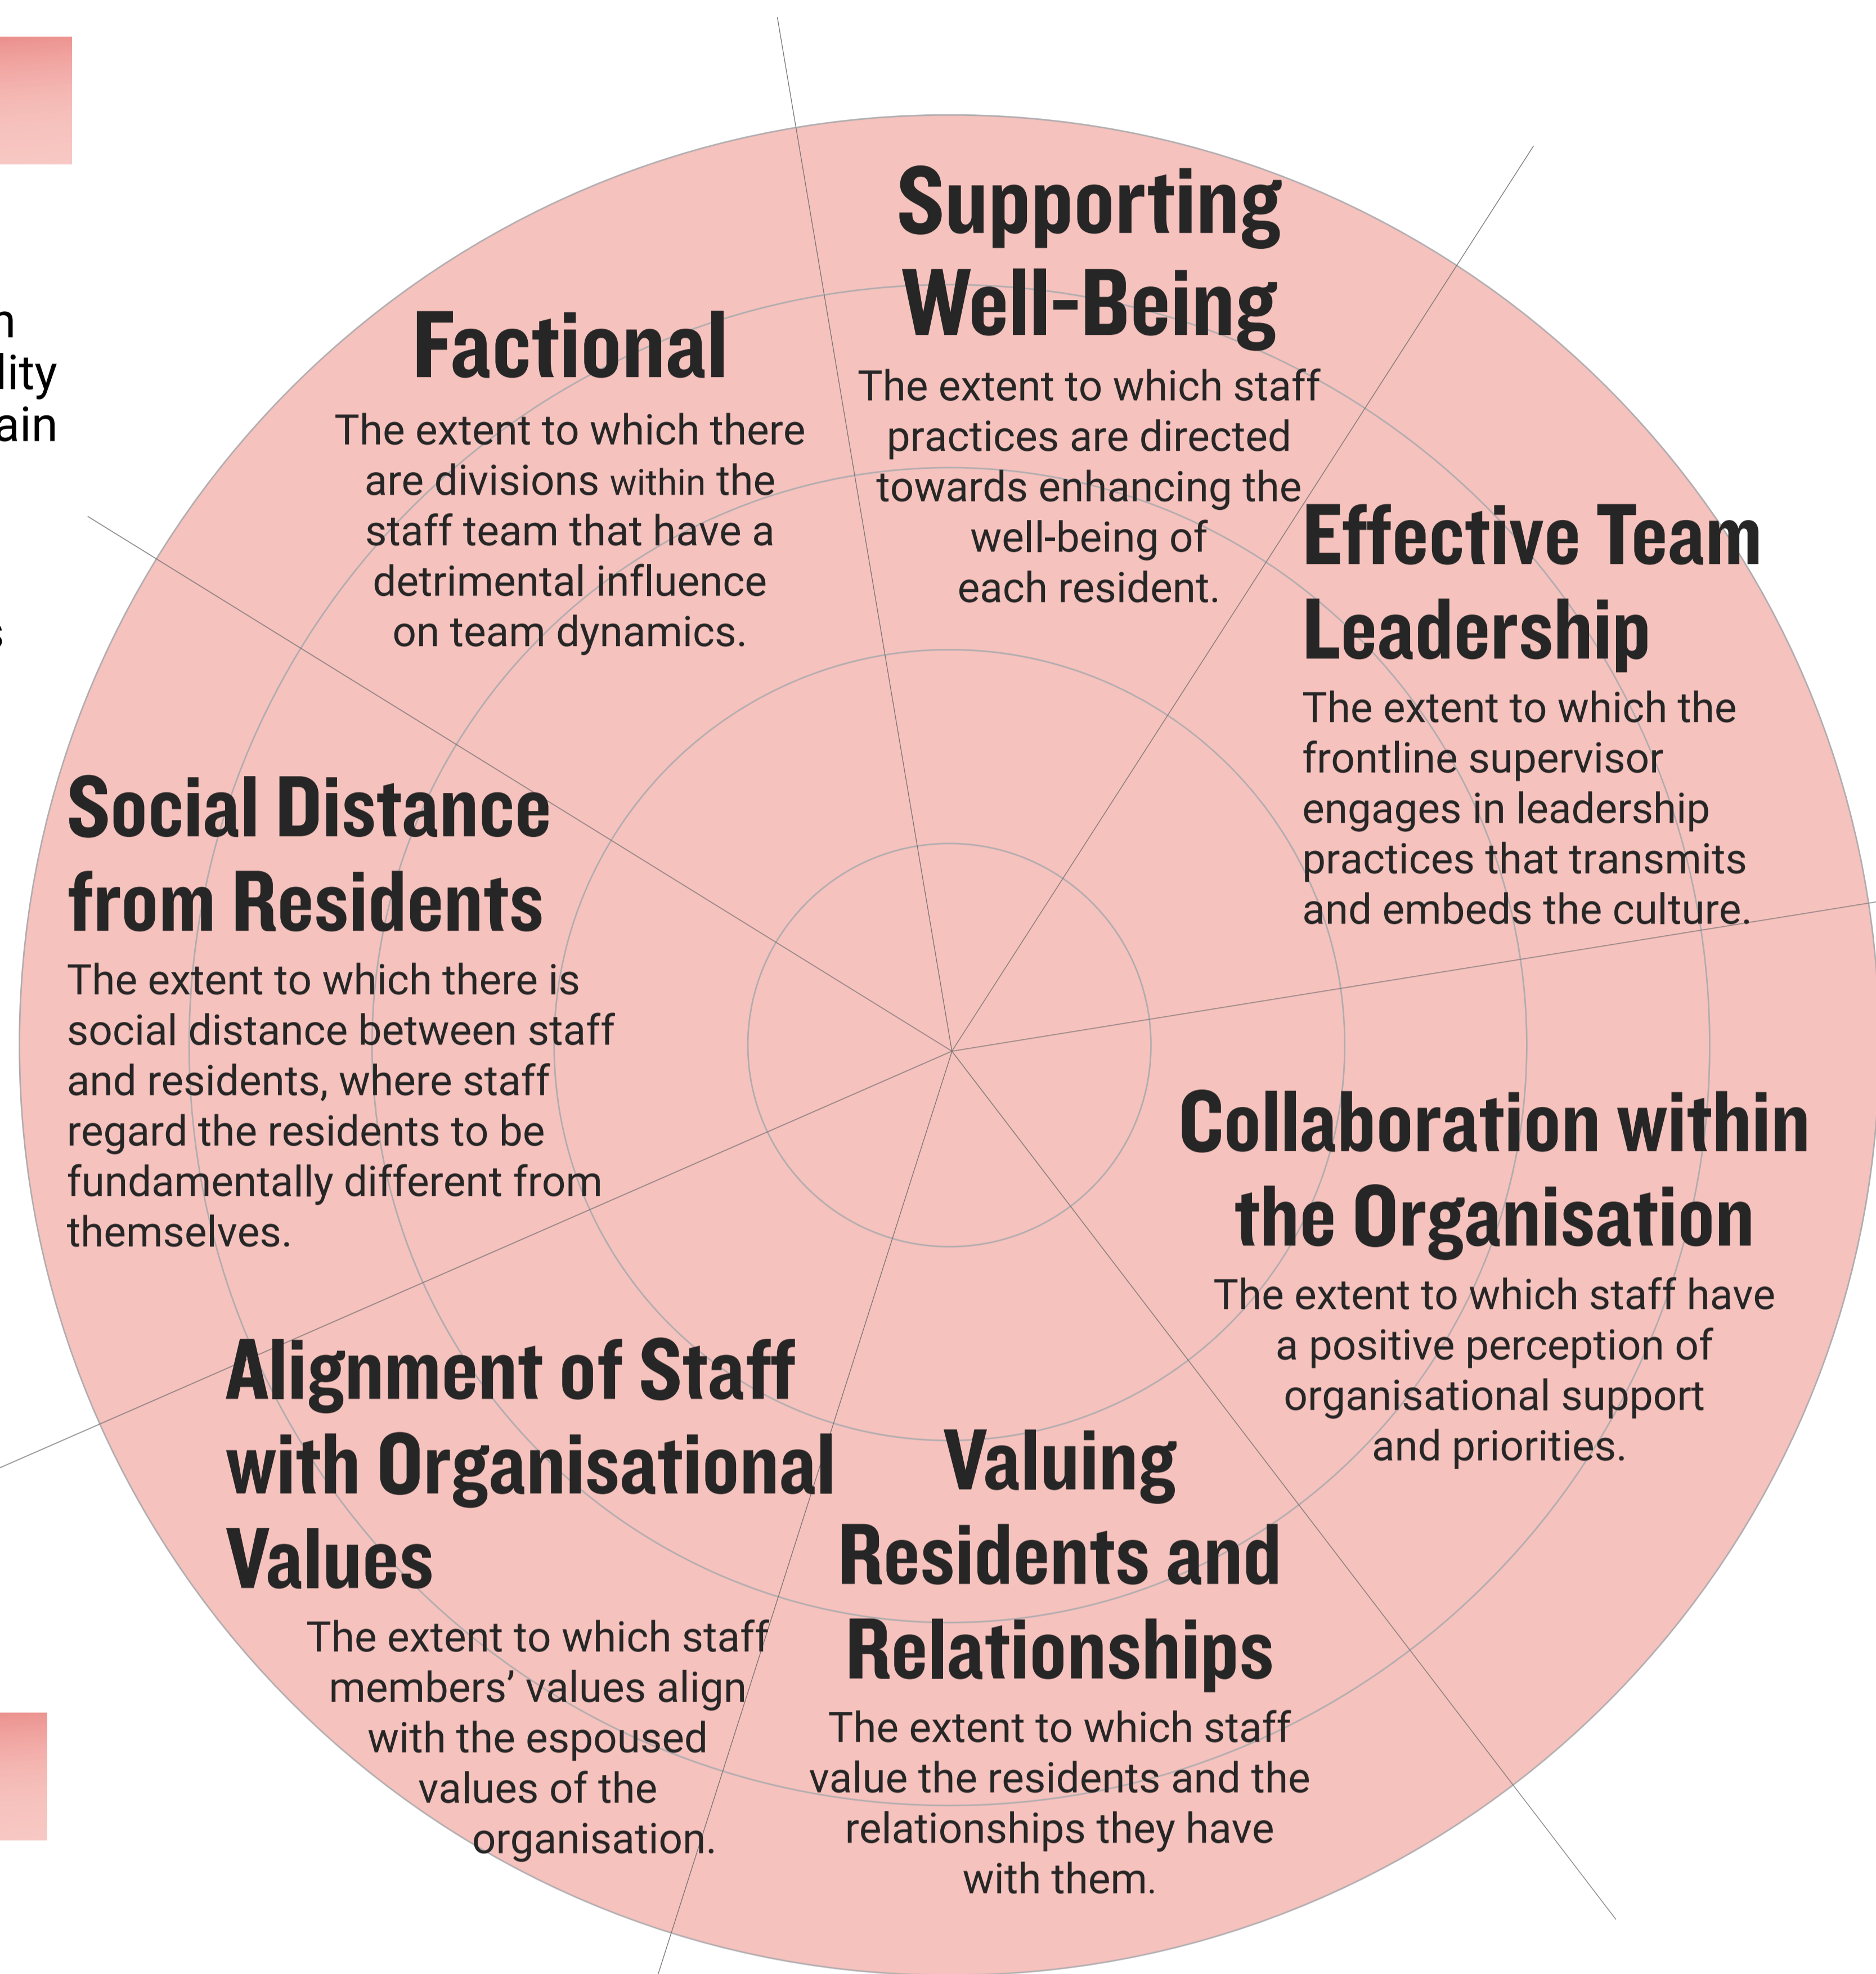 n
lity
ain
s
Supporting
Well-Being
The extent to which staff
practices are directed
towards enhancing the
well-being of
each resident.
Factional
The extent to which there
are divisions within the
staff team that have a
detrimental influence
on team dynamics.
Effective Team
Leadership
The extent to which the
frontline supervisor
engages in leadership
practices that transmits
and embeds the culture.
Social Distance
from Residents
The extent to which there is
social distance between staff
and residents, where staff
regard the residents to be
fundamentally different from
themselves.
Collaboration within
the Organisation
The extent to which staff have
a positive perception of
organisational support
and priorities.
Alignment of Staff
with Organisational
Values
The extent to which staff
members’ values align
with the espoused
values of the
organisation.
Valuing
Residents and
Relationships
The extent to which staff
value the residents and the
relationships they have
with them.